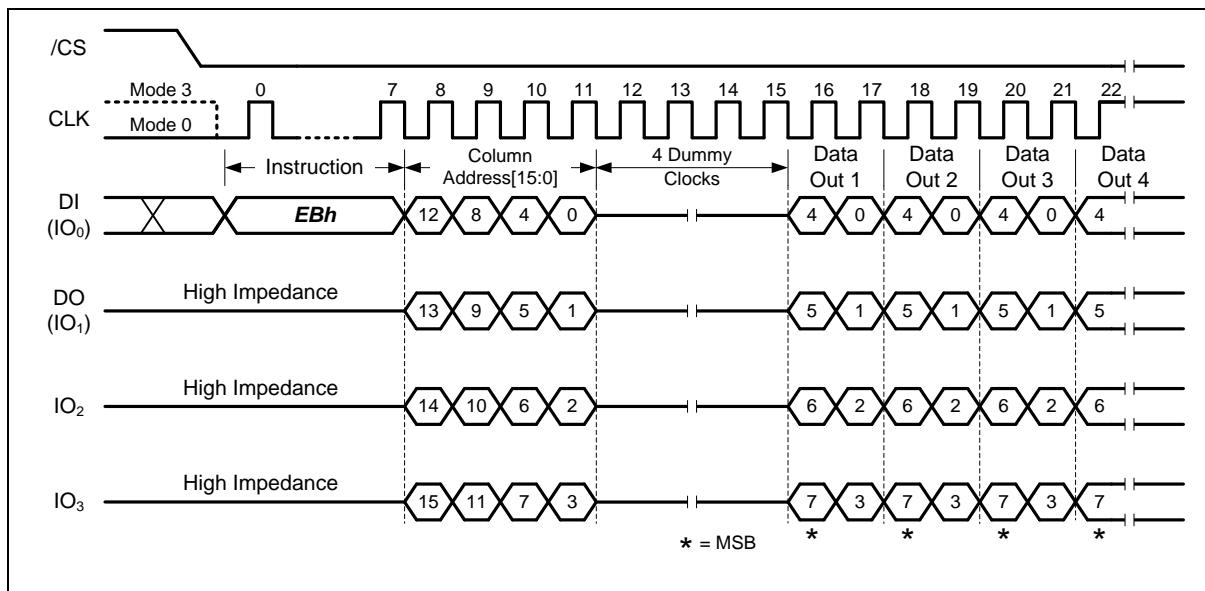 /CS
Mode 3 0 7 8 9 10 11 12 13 14 15 16 17 18 19 20 21 22
CLK
Mode 0
Instruction Column Address[15:0] 4 Dummy Clocks Data Out 1 Data Out 2 Data Out 3 Data Out 4
DI (IO0) EBh 12 8 4 0 4 0 4 0 4 0 4
DO (IO1) High Impedance 13 9 5 1 5 1 5 1 5 1 5
IO2 High Impedance 14 10 6 2 6 2 6 2 6 2 6
IO3 High Impedance 15 11 7 3 7 3 7 3 7 3 7
* = MSB * * * *